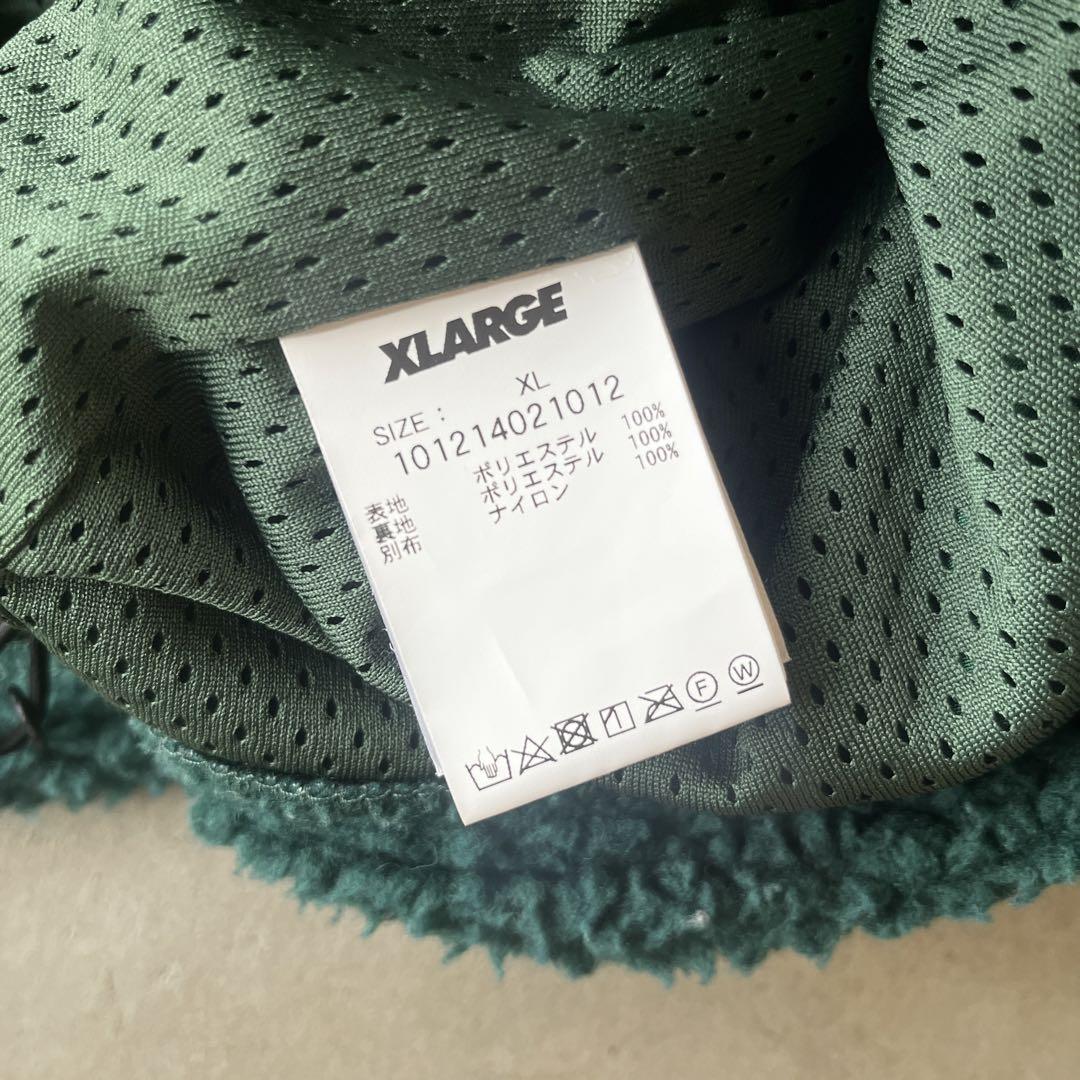 XLARGE
SIZE: XL
101214021012
表地 ポリエステル 100%
裏地 ポリエステル 100%
別布 ナイロン 100%
F W